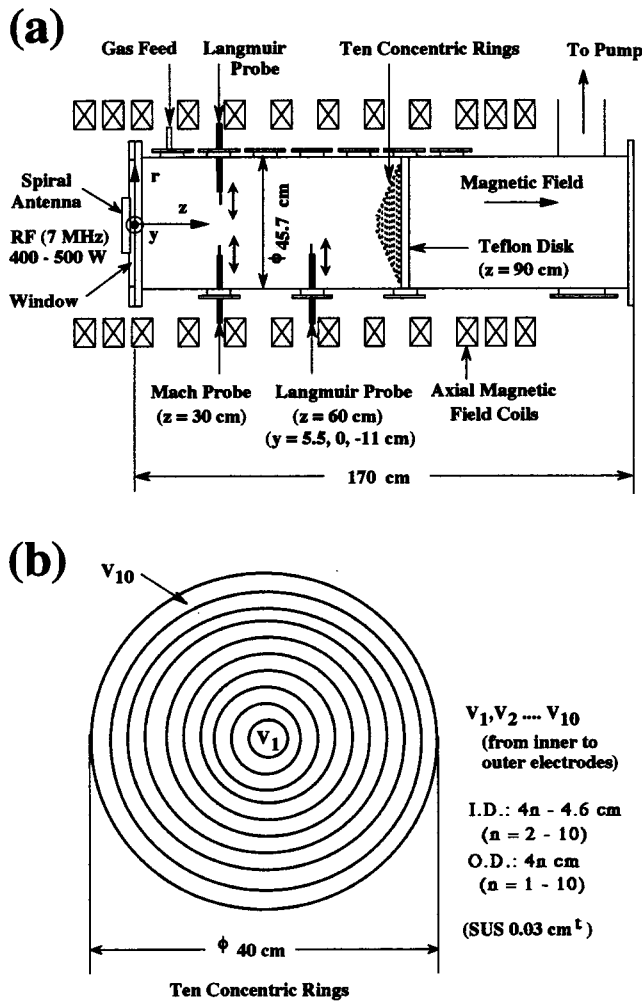 (a)
Gas Feed
Langmuir
Probe
Ten Concentric Rings
To Pump
Spiral
Antenna
RF (7 MHz)
400 - 500 W
Window
r
z
y
ϕ 45.7 cm
Magnetic Field
Teflon Disk
(z = 90 cm)
Mach Probe
(z = 30 cm)
Langmuir Probe
(z = 60 cm)
(y = 5.5, 0, -11 cm)
Axial Magnetic
Field Coils
170 cm
(b)
V10
V1
V1,V2 .... V10
(from inner to
outer electrodes)
I.D.: 4n - 4.6 cm
(n = 2 - 10)
O.D.: 4n cm
(n = 1 - 10)
(SUS 0.03 cm t)
ϕ 40 cm
Ten Concentric Rings